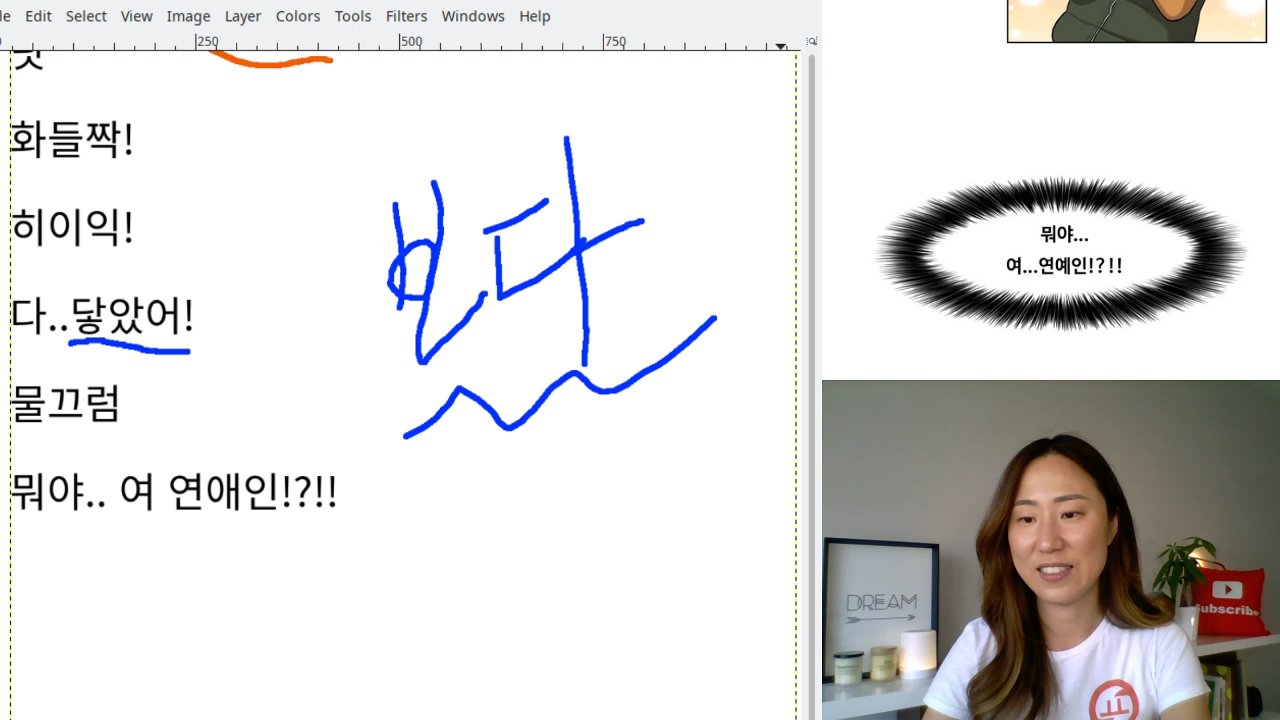 le Edit Select View Image Layer Colors Tools Filters Windows Help
250 500 750
화들짝!
히이익!
다..닿았어!
물끄럼
뭐야.. 여 연애인!?!!
뭐야...
여...연예인!?!!
DREAM
Subscribe